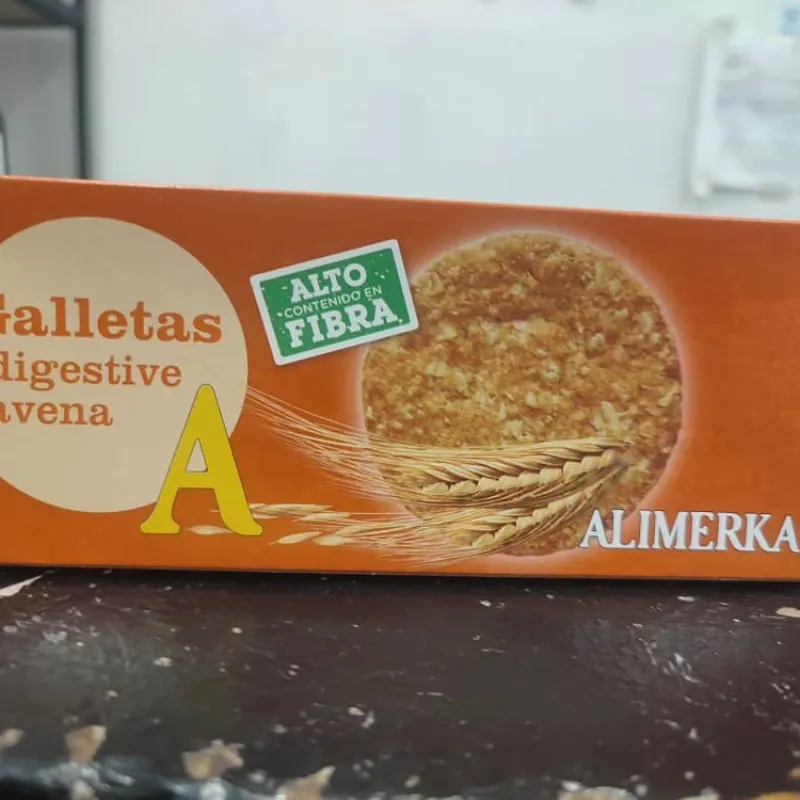 Galletas
digestive
avena
A
ALTO
CONTENIDO EN
FIBRA
ALIMERKA